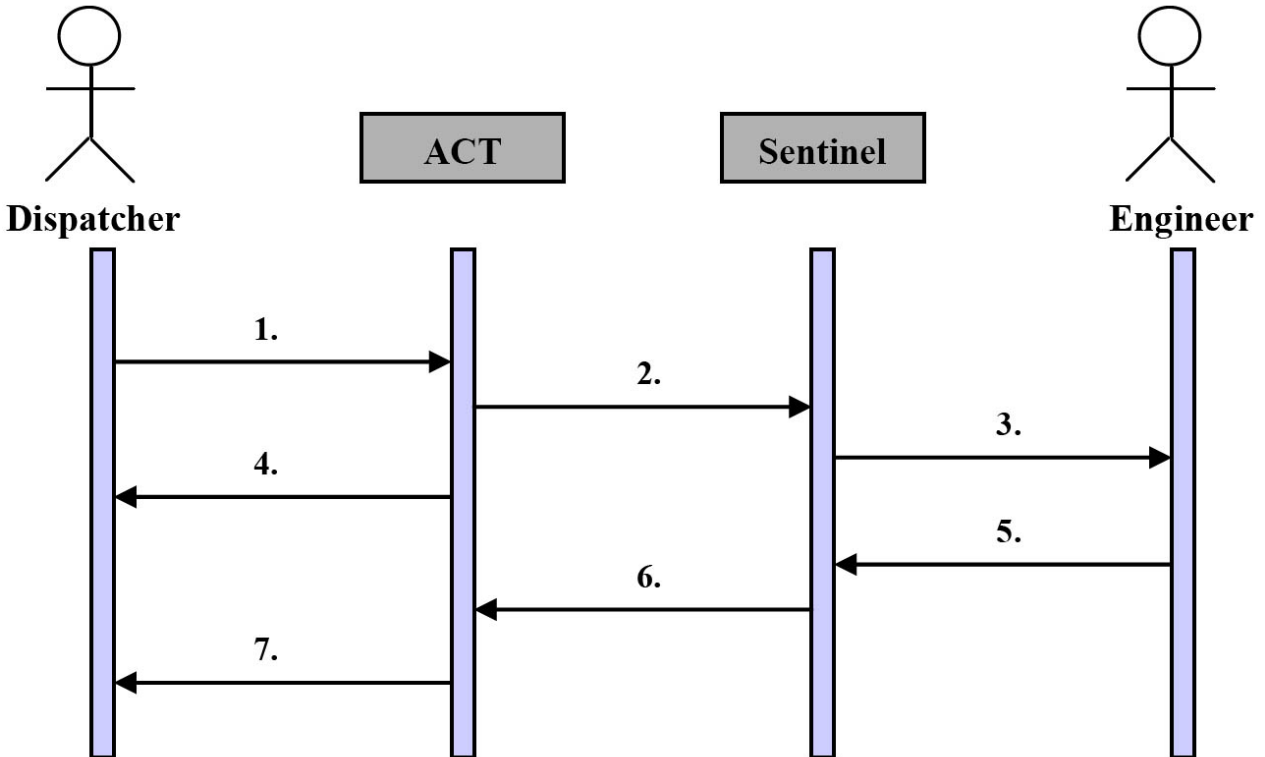 ACT
Sentinel
Dispatcher
Engineer
1.
2.
3.
4.
5.
6.
7.